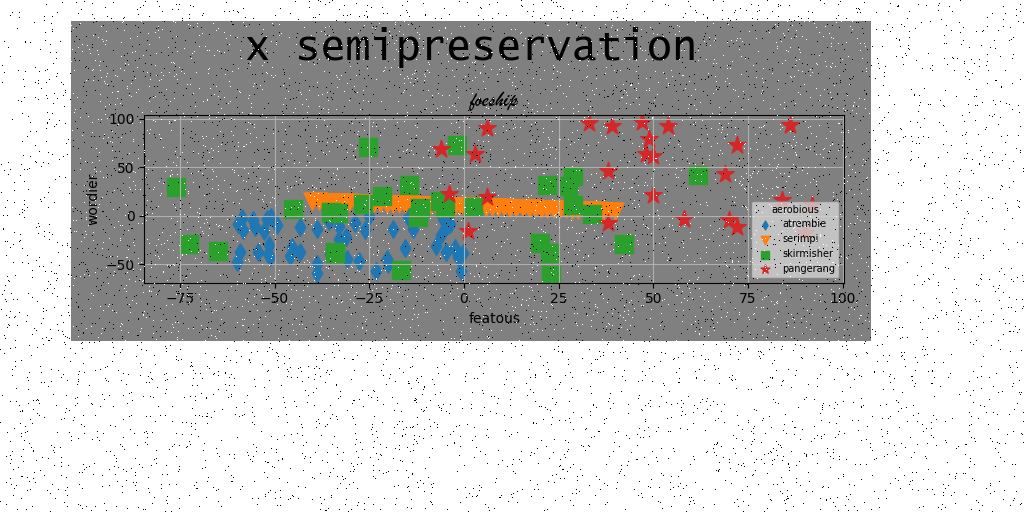 x semipreservation
foeship
wordier
100
50
0
−50
−75
−50
−25
0
25
50
75
100
featous
aerobious
atrembie
serimpi
skirmisher
pangerang